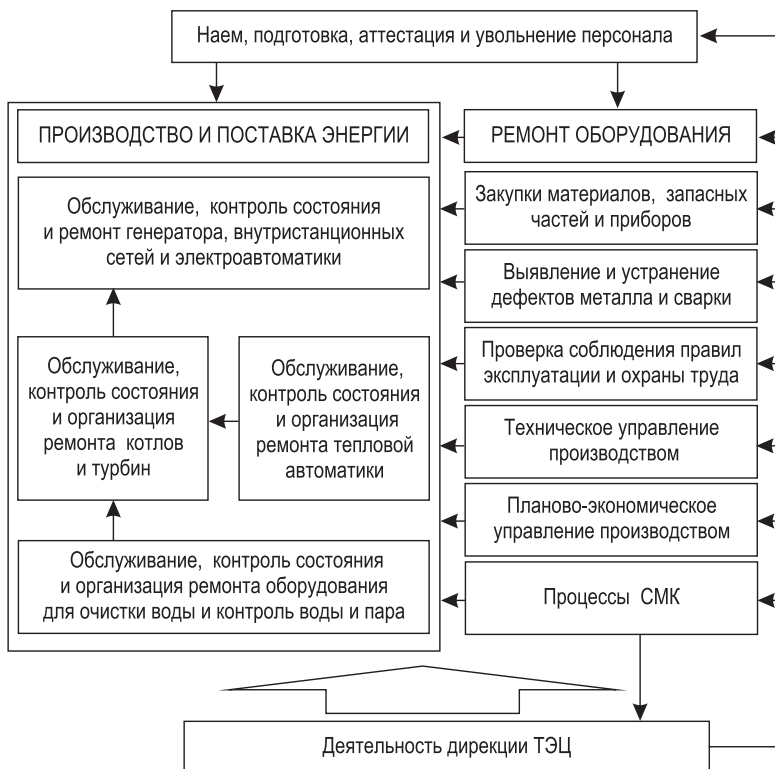 Наем, подготовка, аттестация и увольнение персонала
ПРОИЗВОДСТВО И ПОСТАВКА ЭНЕРГИИ
Обслуживание, контроль состояния
и ремонт генератора, внутристанционных
сетей и электроавтоматики
Обслуживание,
контроль состояния
и организация
ремонта котлов
и турбин
Обслуживание,
контроль состояния
и организация
ремонта тепловой
автоматики
Обслуживание, контроль состояния
и организация ремонта оборудования
для очистки воды и контроль воды и пара
РЕМОНТ ОБОРУДОВАНИЯ
Закупки материалов, запасных
частей и приборов
Выявление и устранение
дефектов металла и сварки
Проверка соблюдения правил
эксплуатации и охраны труда
Техническое управление
производством
Планово-экономическое
управление производством
Процессы СМК
Деятельность дирекции ТЭЦ